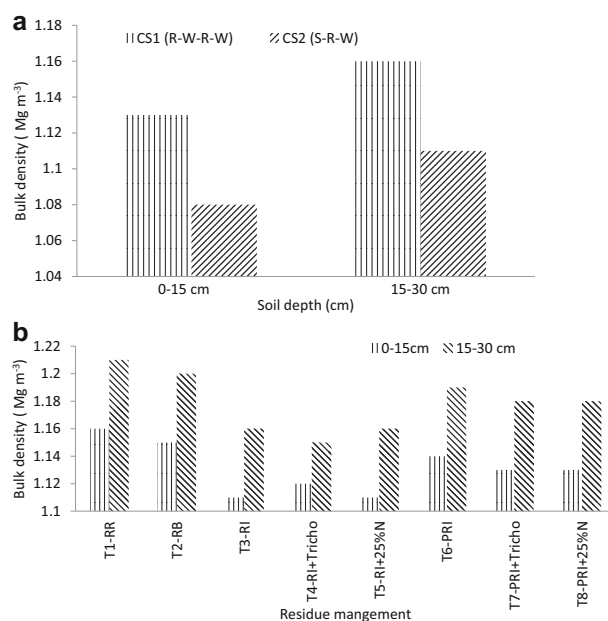 a
1.18
1.16
1.14
1.12
1.1
1.08
1.06
1.04
Bulk density ( Mg m-3)
CS1 (R-W-R-W) CS2 (S-R-W)
0-15 cm 15-30 cm
Soil depth (cm)
b
1.22
1.2
1.18
1.16
1.14
1.12
1.1
Bulk density ( Mg m-3)
0-15cm 15-30 cm
T1-RR
T2-RB
T3-RI
T4-RI+Tricho
T5-RI+25%N
T6-PRI
T7-PRI+Tricho
T8-PRI+25%N
Residue mangement